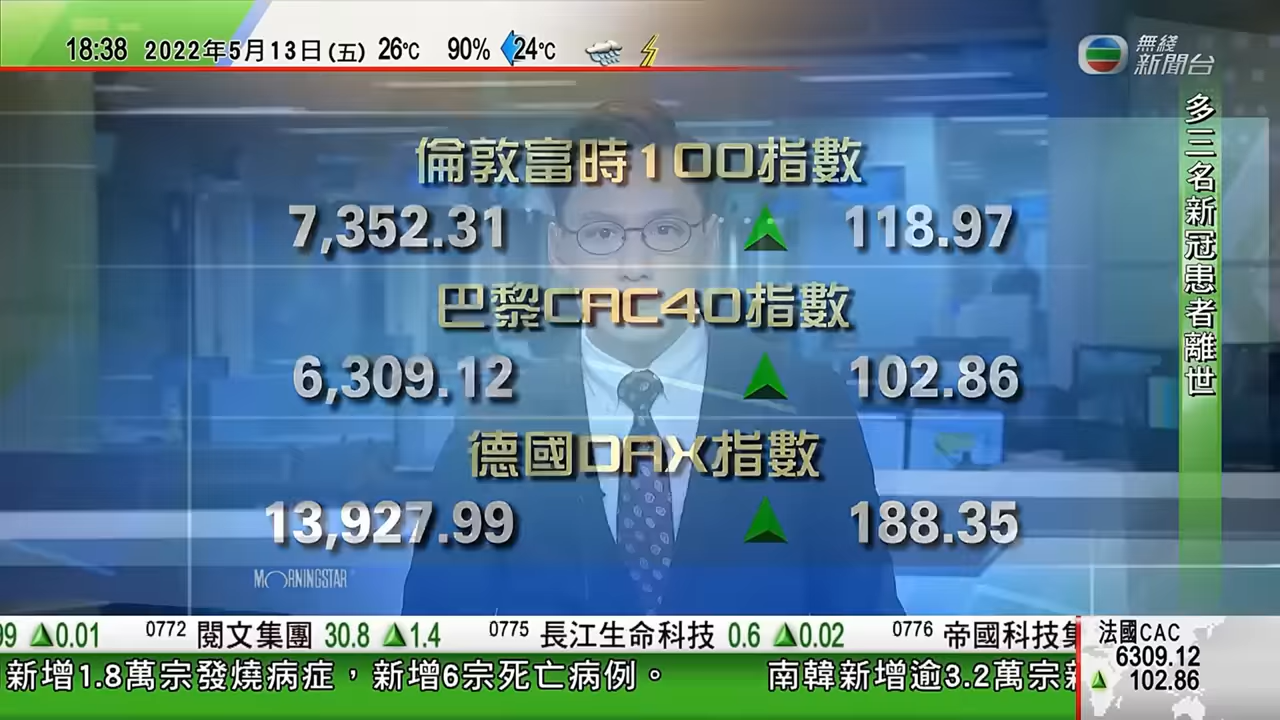 18:38 2022年5月13日(五) 26℃ 90% 24℃
無綫
新聞台
多三名新冠患者離世
倫敦富時100指數
7,352.31 118.97
巴黎CAC40指數
6,309.12 102.86
德國DAX指數
13,927.99 188.35
MORNINGSTAR
99 ▲0.01 0772 閱文集團 30.8 ▲1.4 0775 長江生命科技 0.6 ▲0.02 0776 帝國科技集
法國CAC
6309.12
▲ 102.86
新增1.8萬宗發燒病症，新增6宗死亡病例。 南韓新增逾3.2萬宗